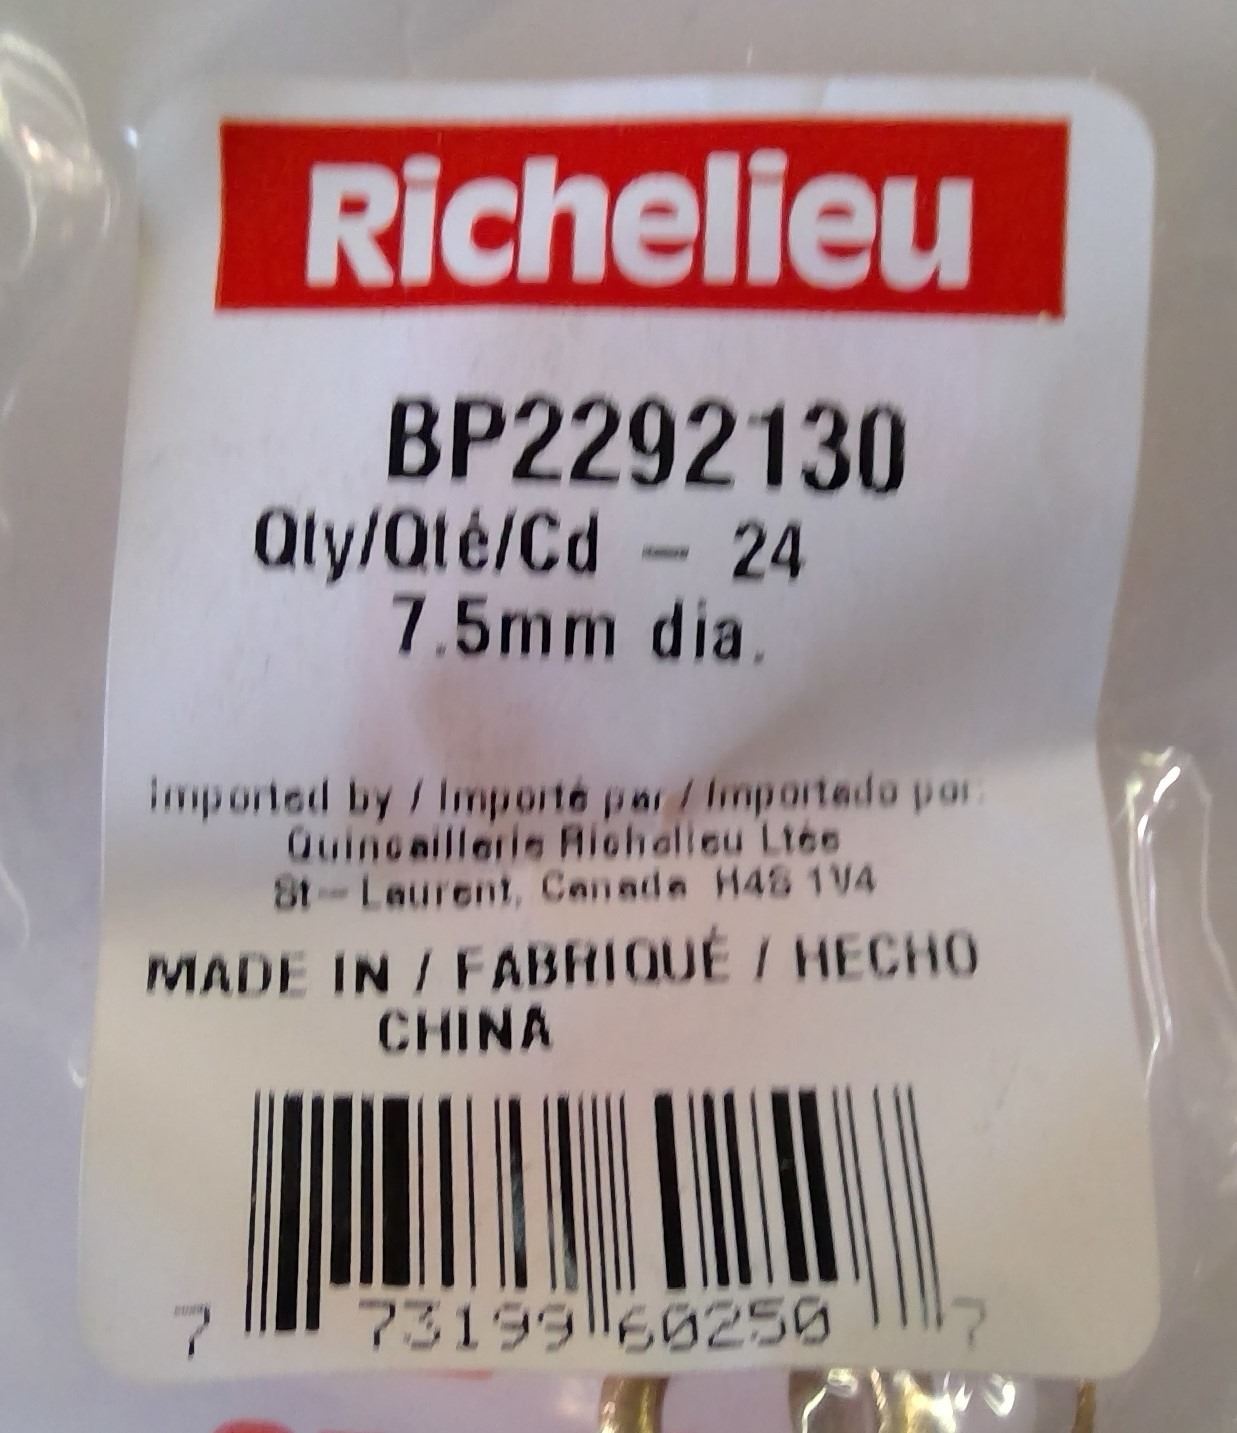 Richelieu
BP2292130
Qty/Qté/Cd – 24
7.5mm dia.
Imported by / Importé par / Importado por:
Quincaillerie Richelieu Ltée
St-Laurent, Canada H4S 1V4
MADE IN / FABRIQUÉ / HECHO
CHINA
7 73199 60250 7